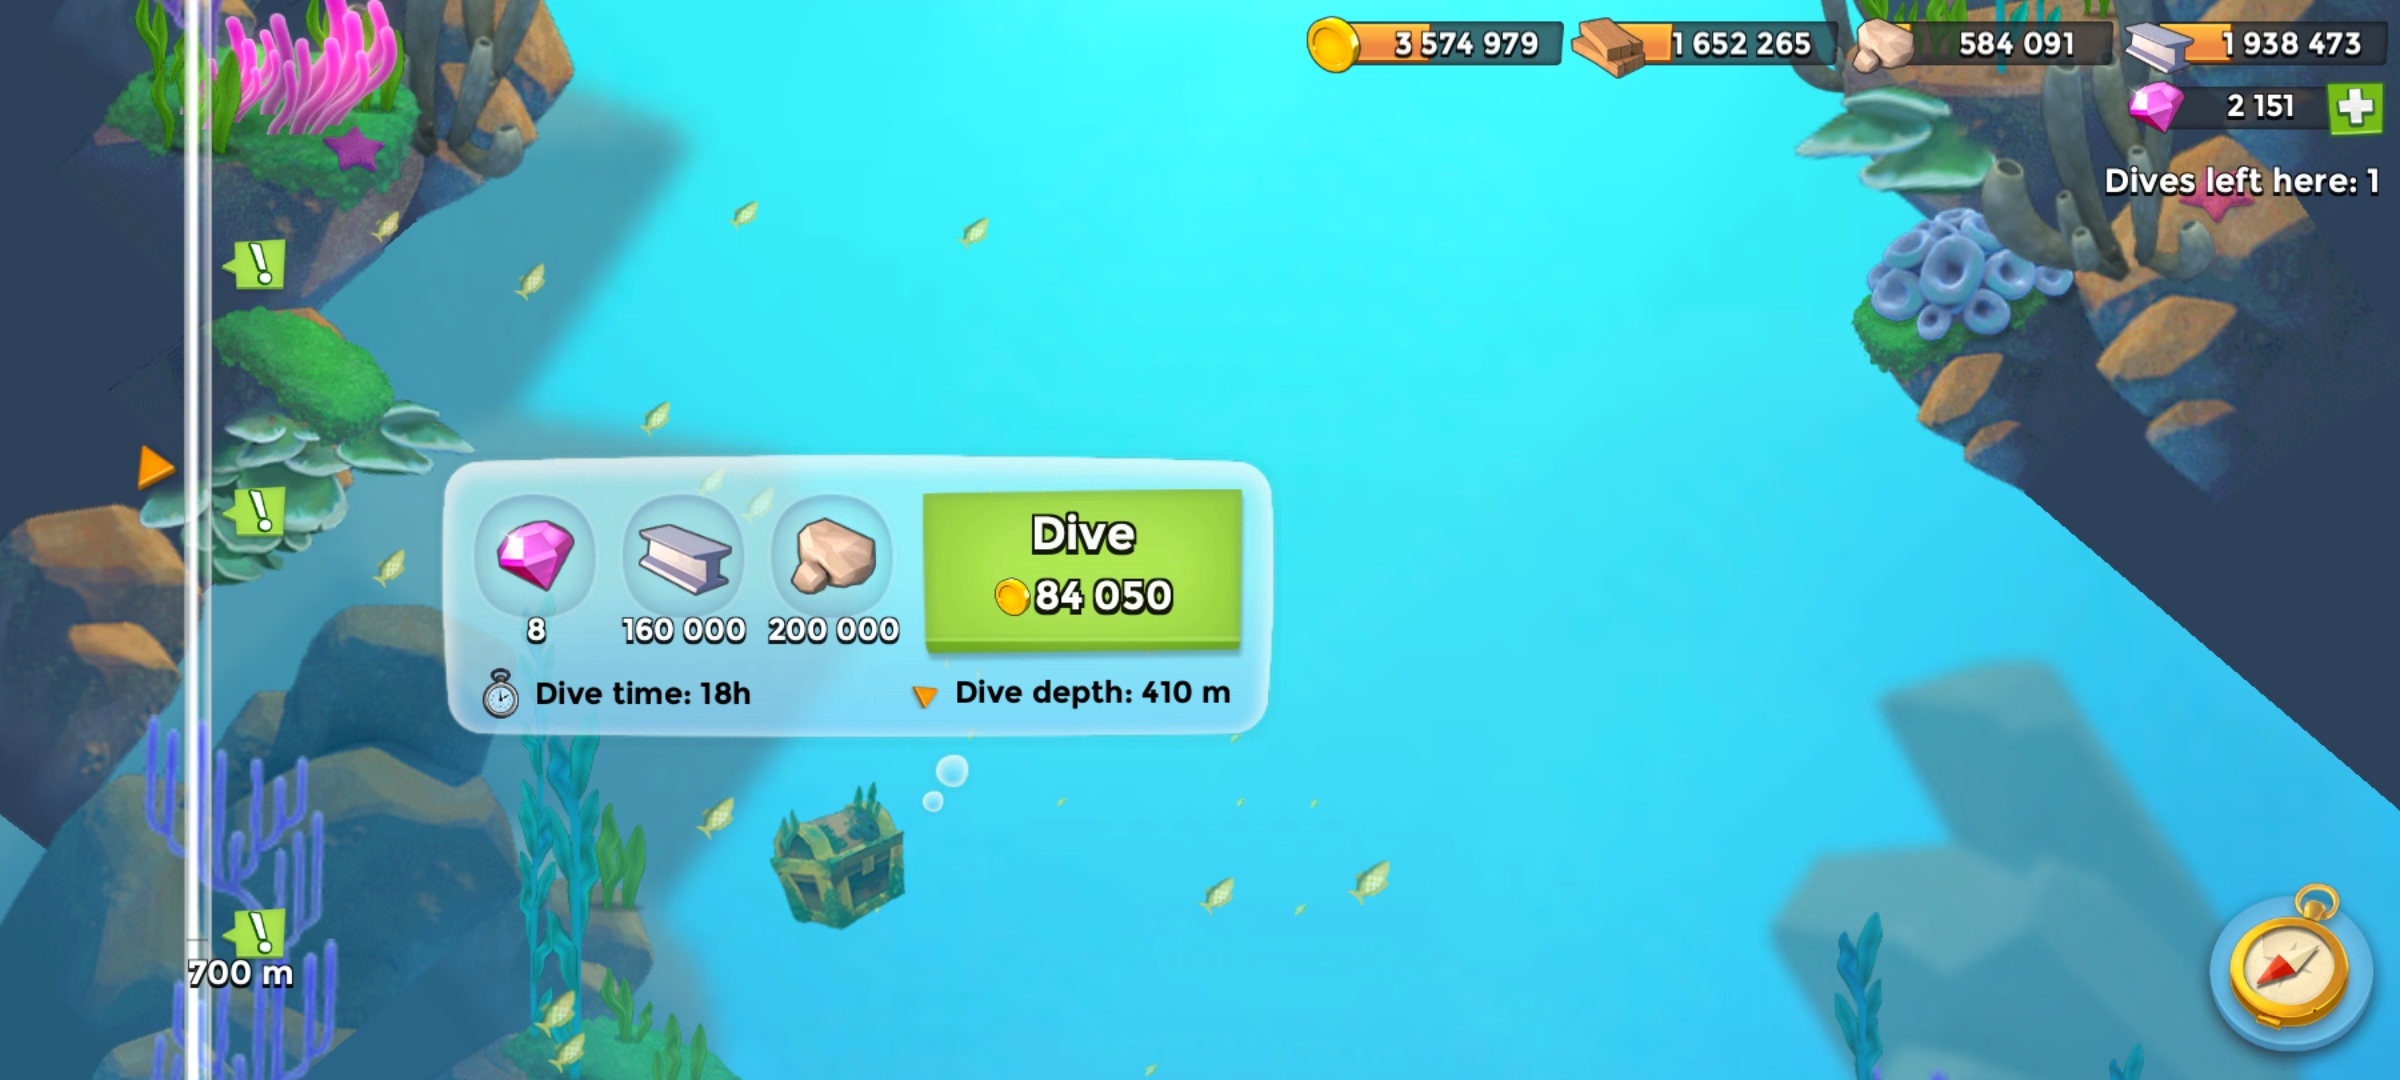 3 574 979
1 652 265
584 091
1 938 473
2 151
Dives left here: 1
Dive
84 050
8
160 000
200 000
Dive time: 18h
Dive depth: 410 m
700 m